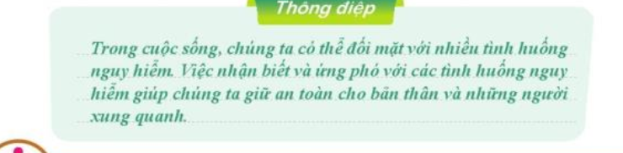 Thông điệp
Trong cuộc sống, chúng ta có thể đối mặt với nhiều tình huống
nguy hiểm. Việc nhận biết và ứng phó với các tình huống nguy
hiểm giúp chúng ta giữ an toàn cho bản thân và những người
xung quanh.